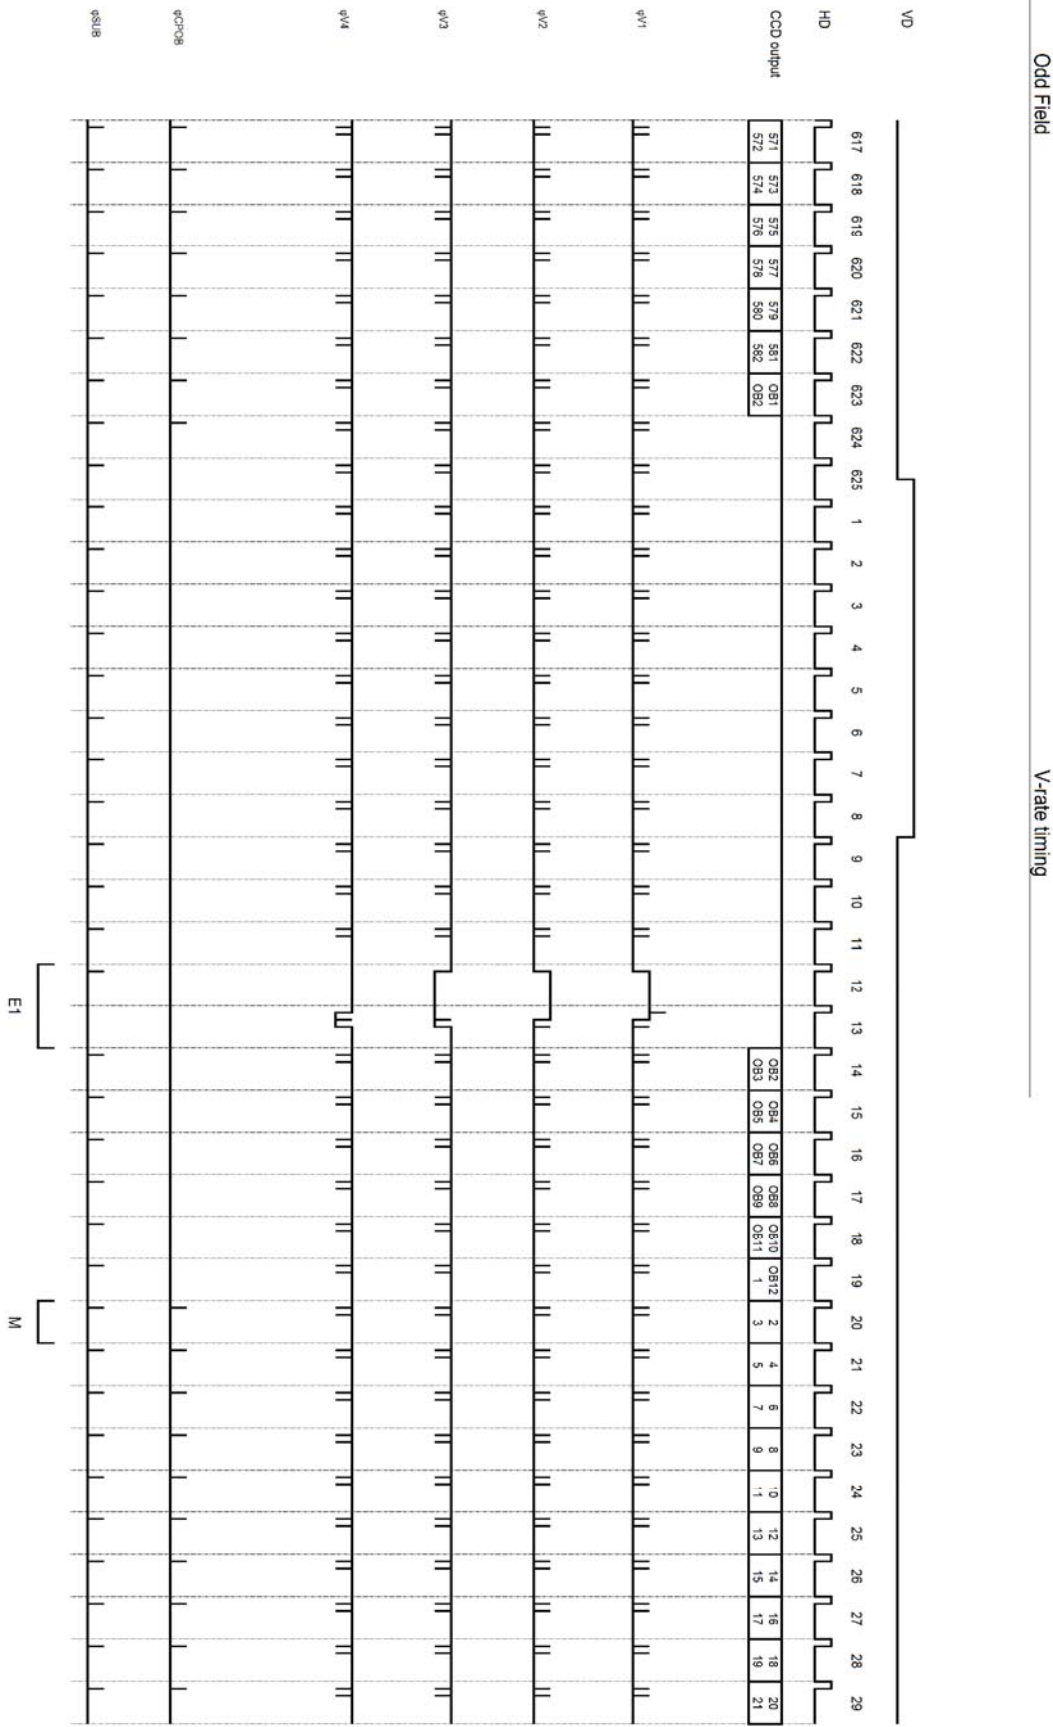 Odd Field
V-rate timing
VD
617 618 619 620 621 622 623 624 625 1 2 3 4 5 6 7 8 9 10 11 12 13 14 15 16 17 18 19 20 21 22 23 24 25 26 27 28 29
HD
CCD output
571 573 575 577 579 581 OB1 OB2 OB4 OB6 OB8 OB10 OB12 2 4 6 8 10 12 14 16 18 20
572 574 576 578 580 582 OB2 OB3 OB5 OB7 OB9 OB11 1 3 5 7 9 11 13 15 17 19 21
φV1
φV2
φV3
φV4
φCPOB
φSUB
E1
M